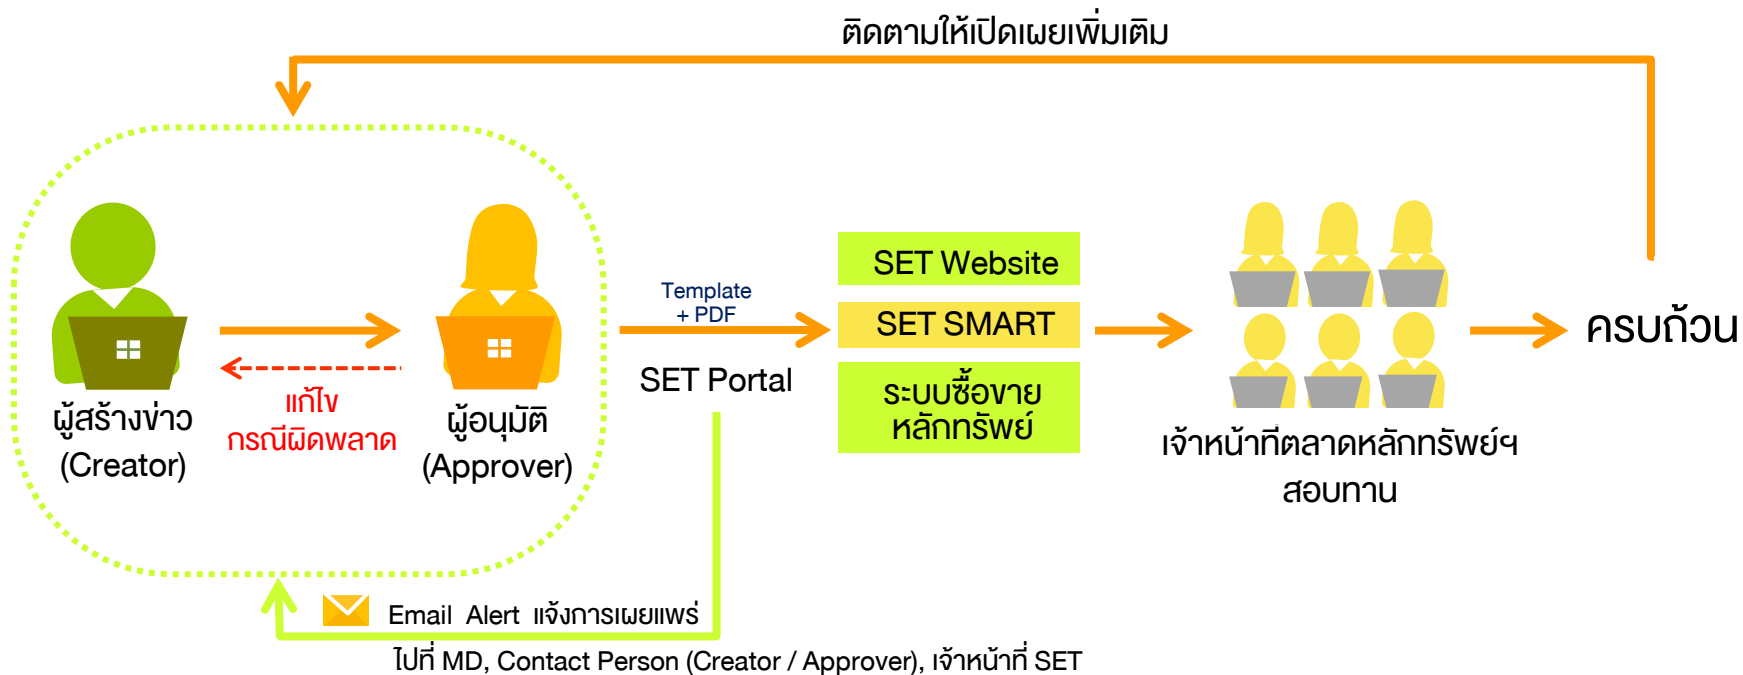 ติดตามให้เปิดเผยเพิ่มเติม
Template
+ PDF
SET Portal
SET Website
SET SMART
ระบบซื้อขาย
หลักทรัพย์
ครบถ้วน
แก้ไข
กรณีผิดพลาด
ผู้สร้างข่าว
(Creator)
ผู้อนุมัติ
(Approver)
เจ้าหน้าที่ตลาดหลักทรัพย์ฯ
สอบทาน
Email Alert แจ้งการเผยแพร่
ไปที่ MD, Contact Person (Creator / Approver), เจ้าหน้าที่ SET